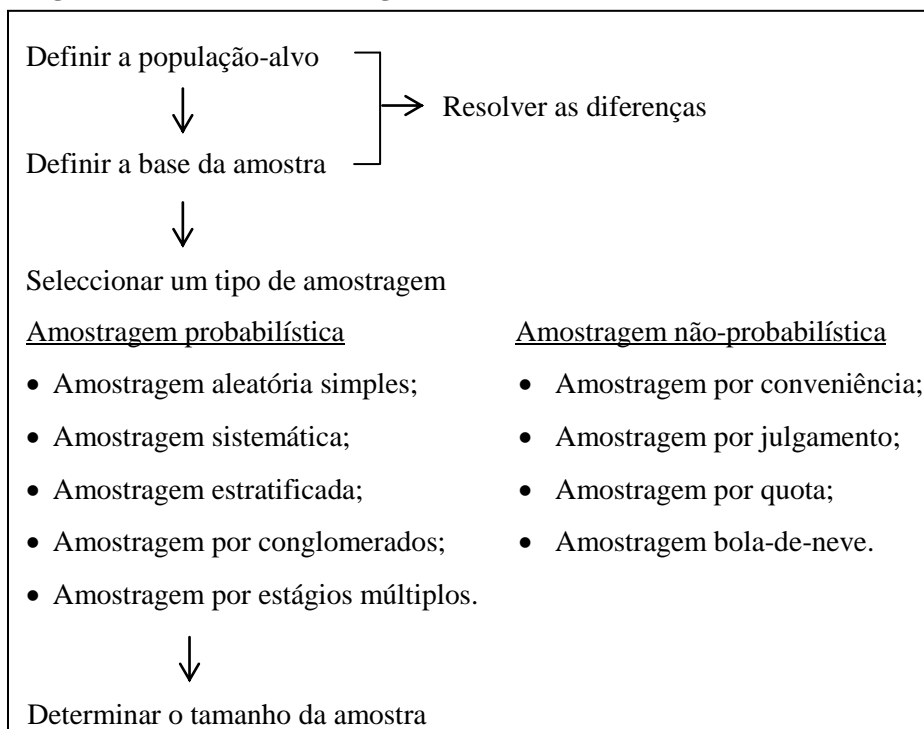 Definir a população-alvo
Resolver as diferenças
Definir a base da amostra
Seleccionar um tipo de amostragem
Amostragem probabilística
• Amostragem aleatória simples;
• Amostragem sistemática;
• Amostragem estratificada;
• Amostragem por conglomerados;
• Amostragem por estágios múltiplos.
Amostragem não-probabilística
• Amostragem por conveniência;
• Amostragem por julgamento;
• Amostragem por quota;
• Amostragem bola-de-neve.
Determinar o tamanho da amostra